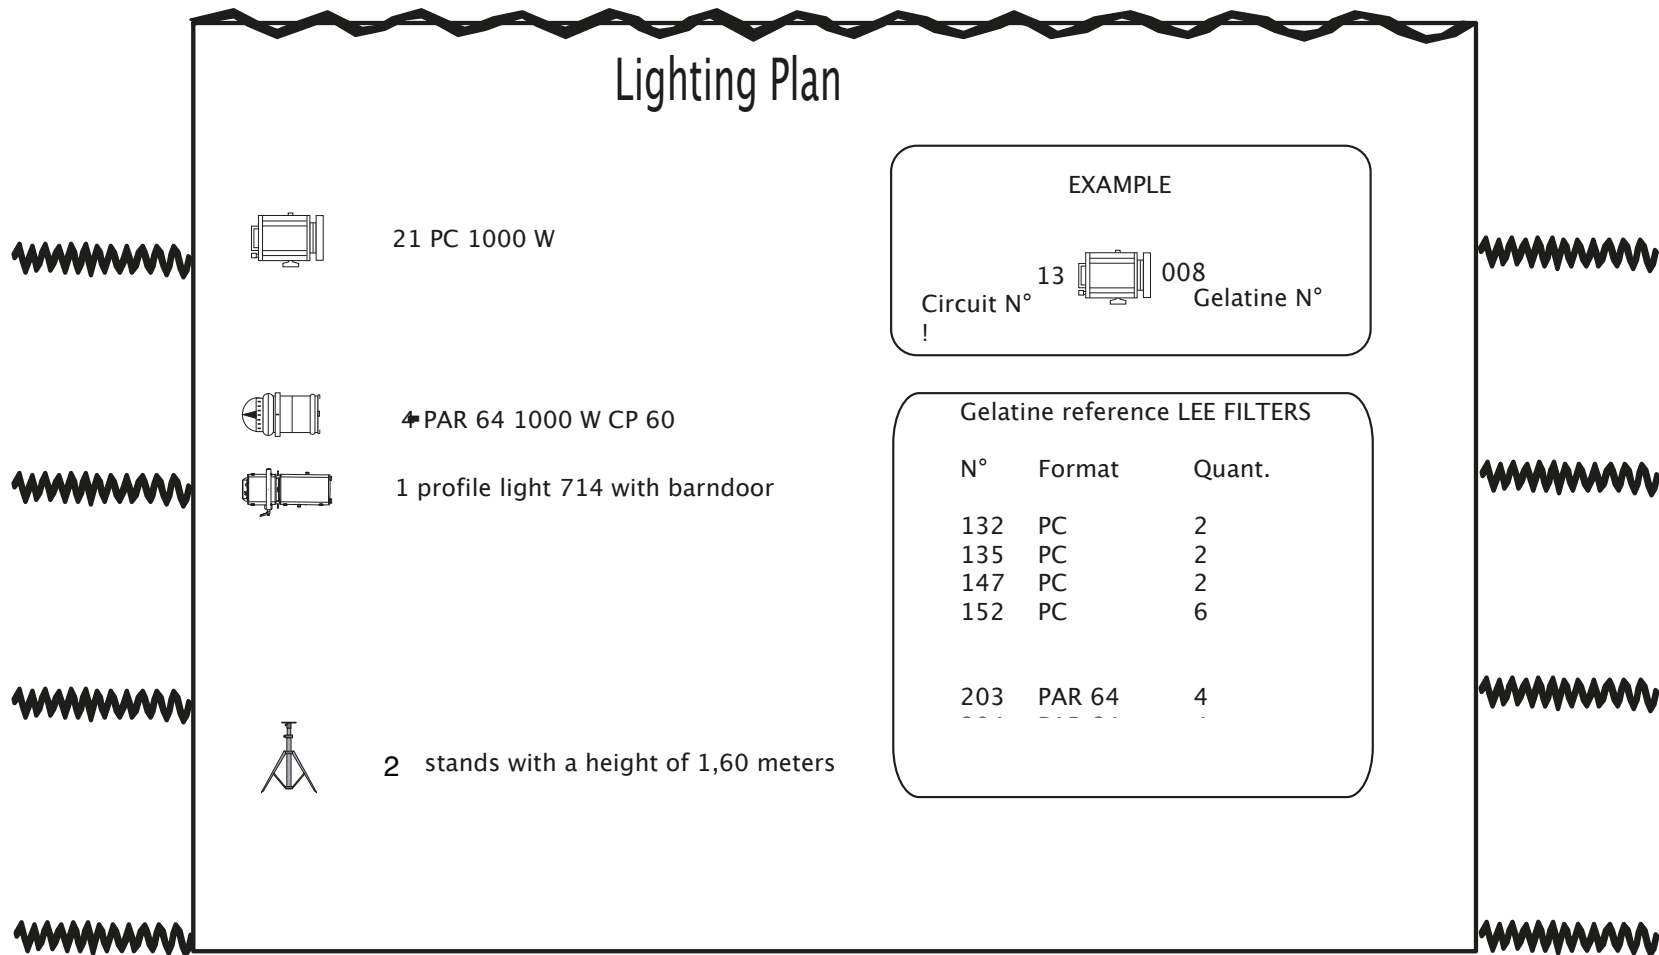 Lighting Plan
21 PC 1000 W
4 PAR 64 1000 W CP 60
1 profile light 714 with barndoor
2 stands with a height of 1,60 meters
EXAMPLE
13 008
Circuit N° Gelatine N°
!
Gelatine reference LEE FILTERS
N° Format Quant.
132 PC 2
135 PC 2
147 PC 2
152 PC 6
203 PAR 64 4